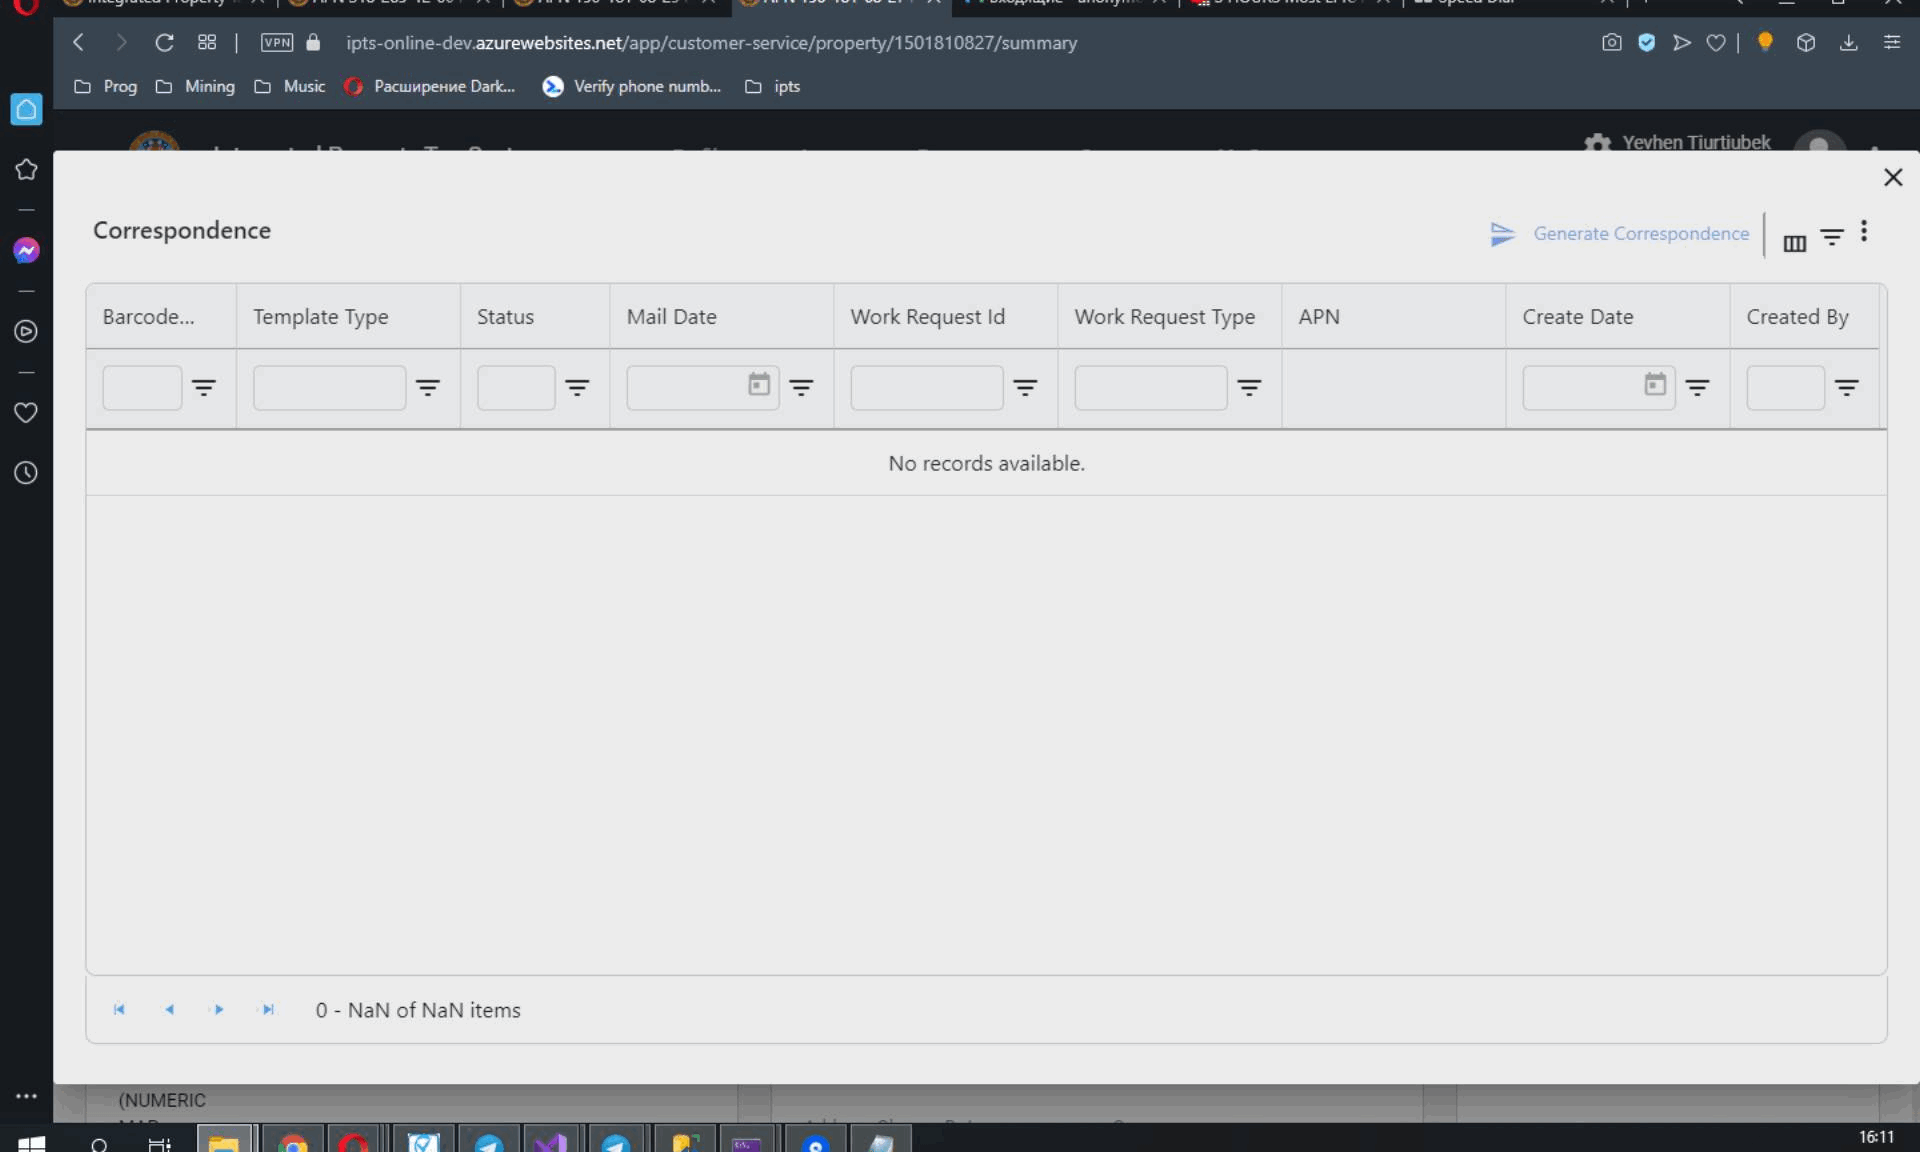 VPN
ipts-online-dev.azurewebsites.net/app/customer-service/property/1501810827/summary
Prog
Mining
Music
Расширение Dark...
Verify phone numb...
ipts
Yevhen Tiurtiubek
Correspondence
Generate Correspondence
Barcode...
Template Type
Status
Mail Date
Work Request Id
Work Request Type
APN
Create Date
Created By
No records available.
0 - NaN of NaN items
(NUMERIC
16:11